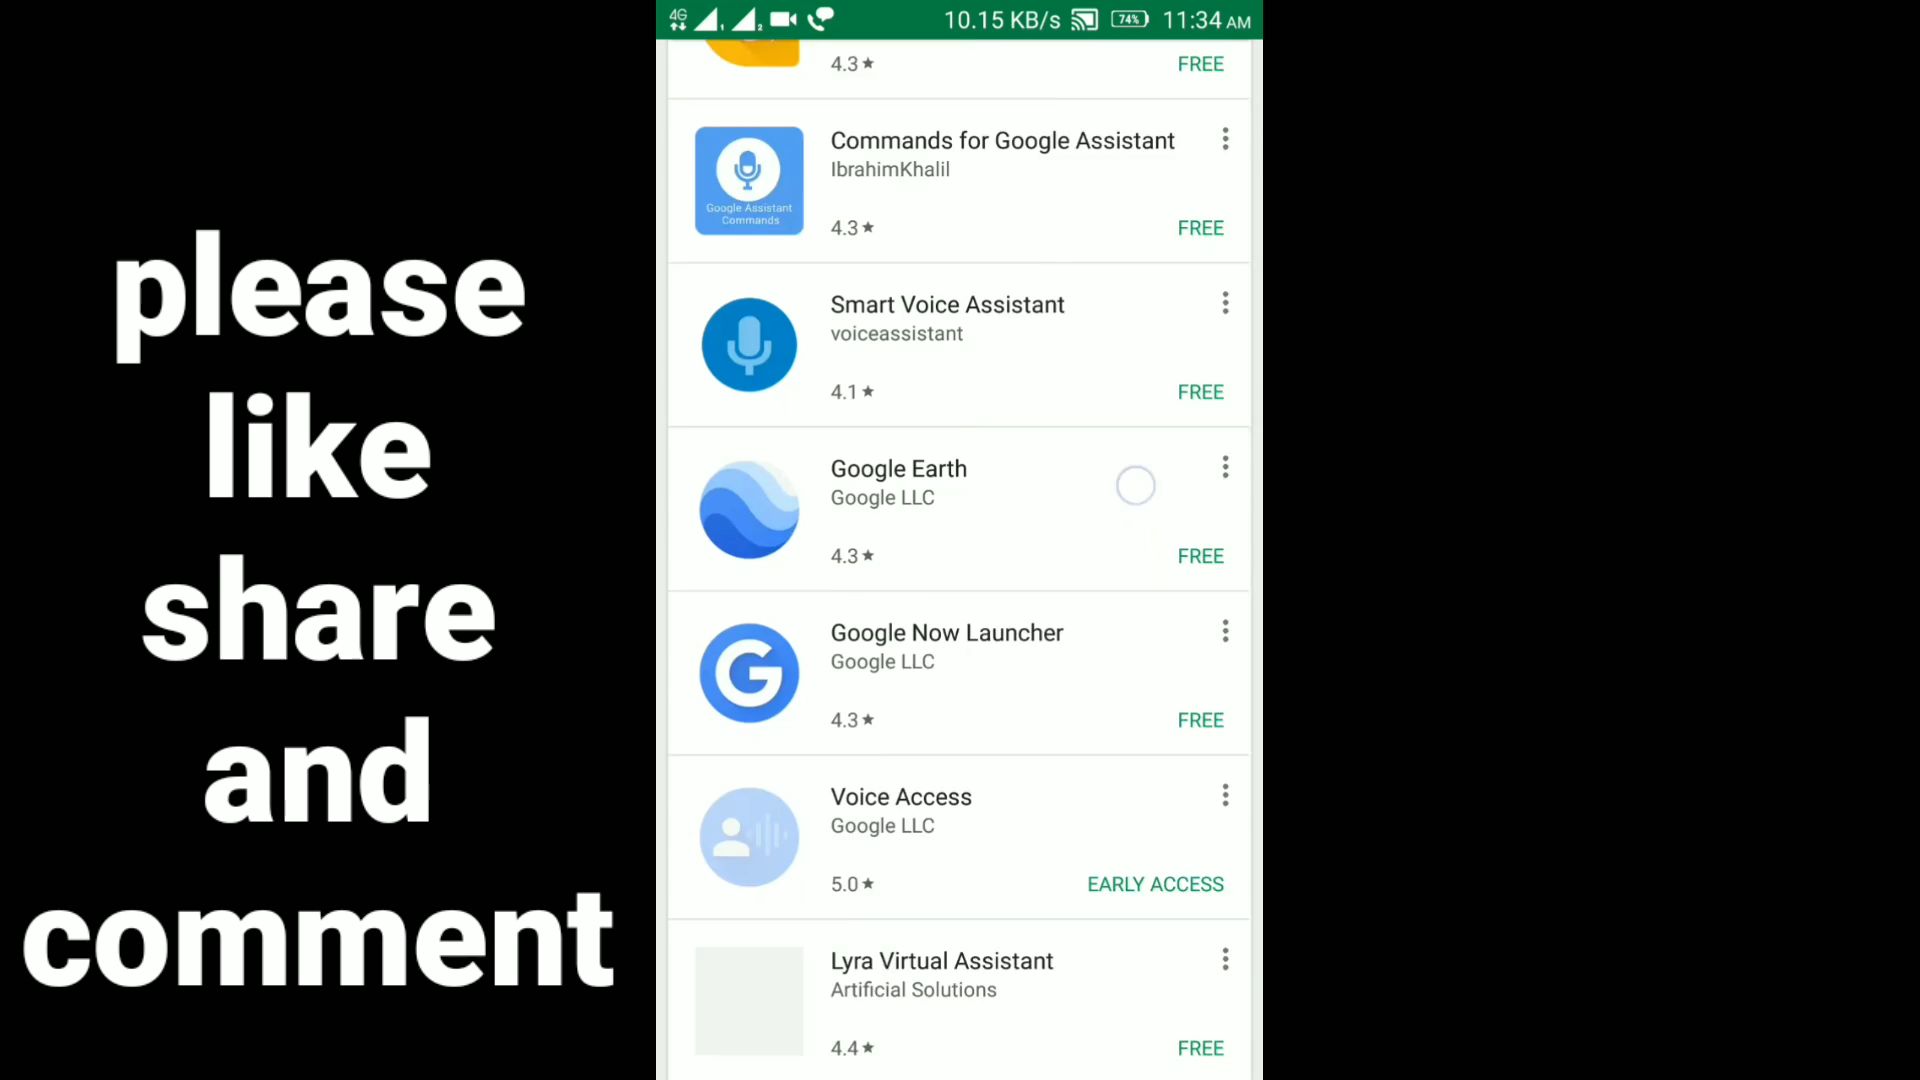 please
like
share
and
comment
4G 1 2 10.15 KB/s 74% 11:34 AM
4.3★ FREE
Commands for Google Assistant
IbrahimKhalil
Google Assistant
Commands
4.3★ FREE
Smart Voice Assistant
voiceassistant
4.1★ FREE
Google Earth
Google LLC
4.3★ FREE
Google Now Launcher
Google LLC
G
4.3★ FREE
Voice Access
Google LLC
5.0★ EARLY ACCESS
Lyra Virtual Assistant
Artificial Solutions
4.4★ FREE